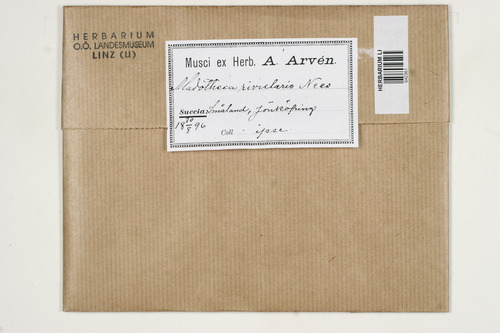 HERBARIUM
O.Ö. LANDESMUSEUM
LINZ (LI)
Musci ex Herb. A. Arvén.
Madotheca rivularis Nees
Suecia: Småland, Jönköping
18 30/8 96
Coll. ipse.
HERBARIUM LI